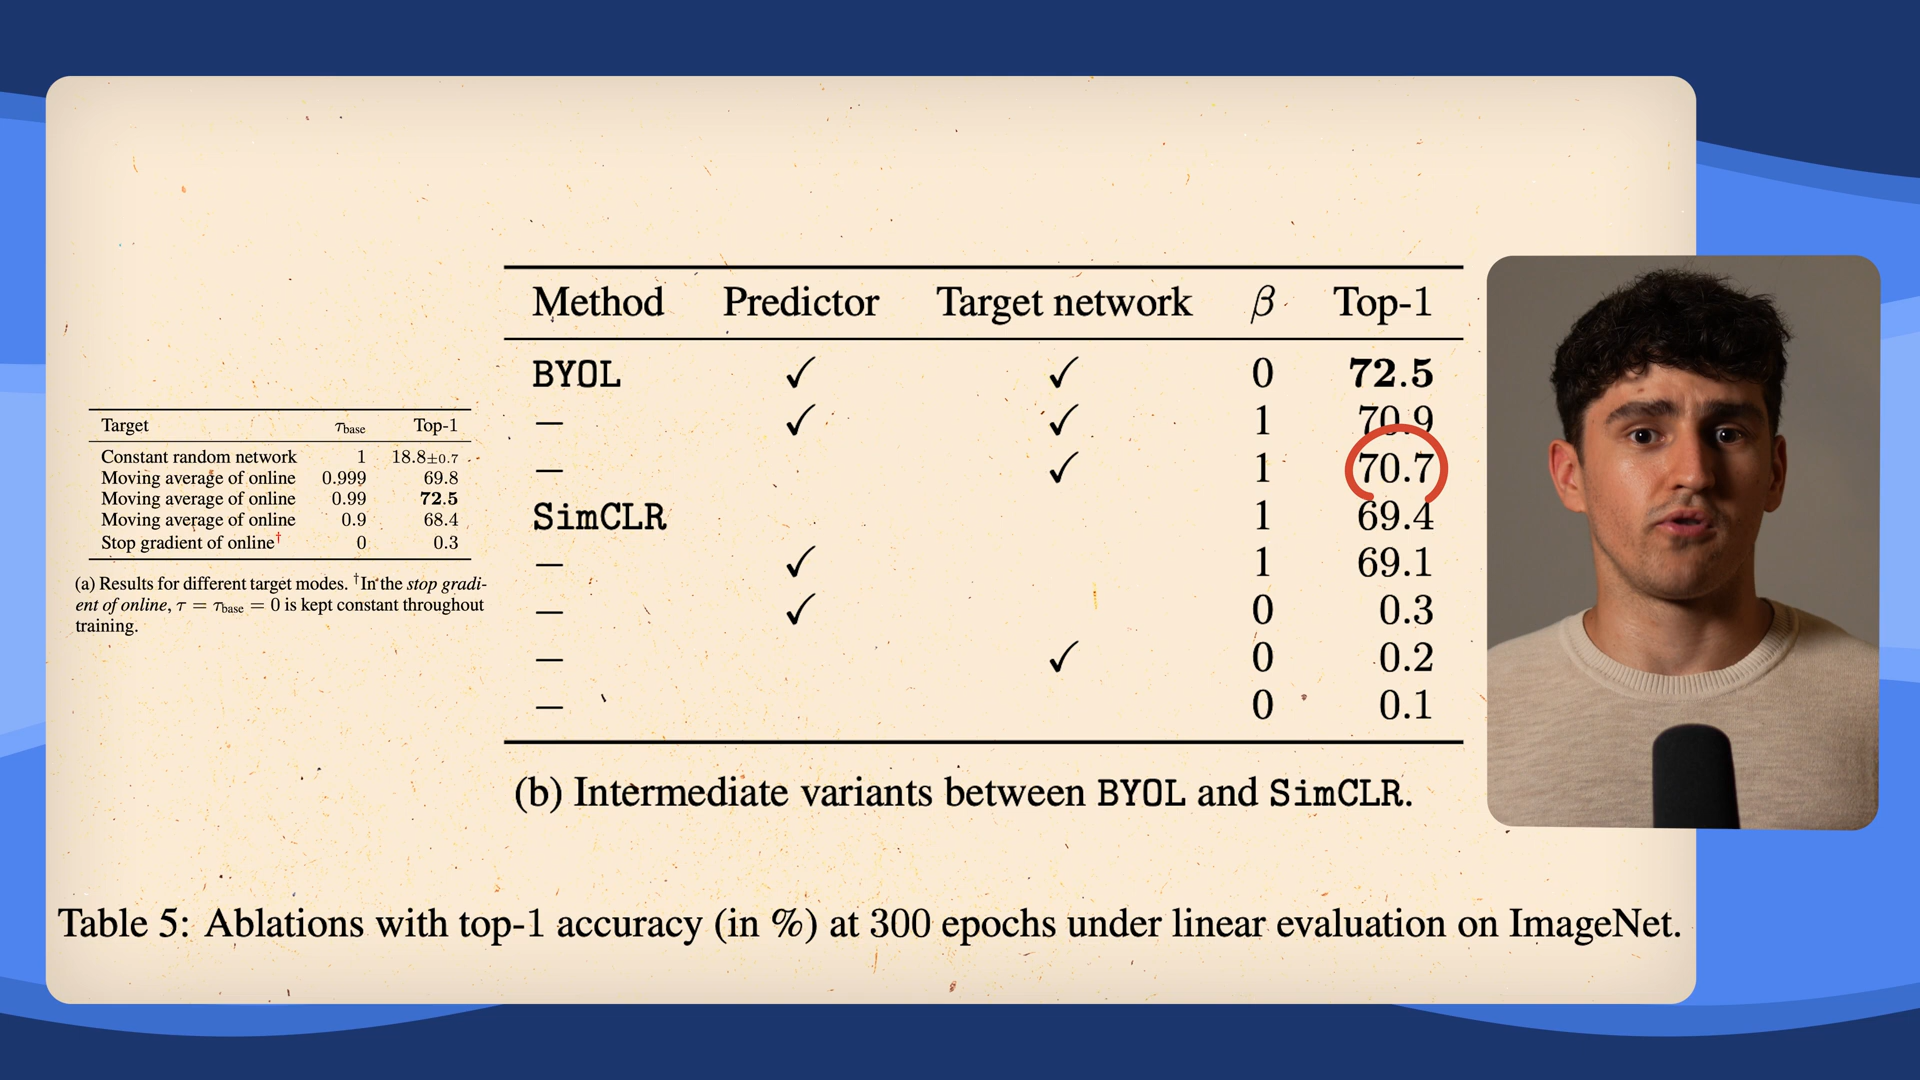 Target τbase Top-1
Constant random network 1 18.8±0.7
Moving average of online 0.999 69.8
Moving average of online 0.99 72.5
Moving average of online 0.9 68.4
Stop gradient of online† 0 0.3
(a) Results for different target modes. †In the stop gradi-
ent of online, τ = τbase = 0 is kept constant throughout
training.
Method Predictor Target network β Top-1
BYOL ✓ ✓ 0 72.5
– ✓ ✓ 1 70.9
– ✓ 1 70.7
SimCLR 1 69.4
– ✓ 1 69.1
– ✓ 0 0.3
– ✓ 0 0.2
– 0 0.1
(b) Intermediate variants between BYOL and SimCLR.
Table 5: Ablations with top-1 accuracy (in %) at 300 epochs under linear evaluation on ImageNet.